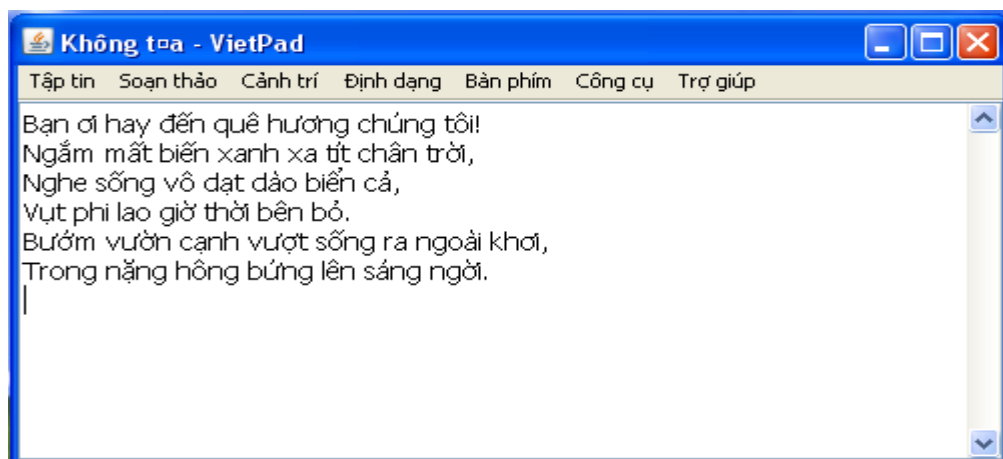 Không t¤a - VietPad
Tập tin Soạn thảo Cảnh trí Định dạng Bàn phím Công cụ Trợ giúp
Bạn ơi hay đến quê hương chúng tôi!
Ngắm mất biến xanh xa tít chân trời,
Nghe sống vô dạt dào biển cả,
Vụt phi lao giờ thời bên bỏ.
Bướm vườn cạnh vượt sống ra ngoài khơi,
Trong nặng hông bứng lên sáng ngời.